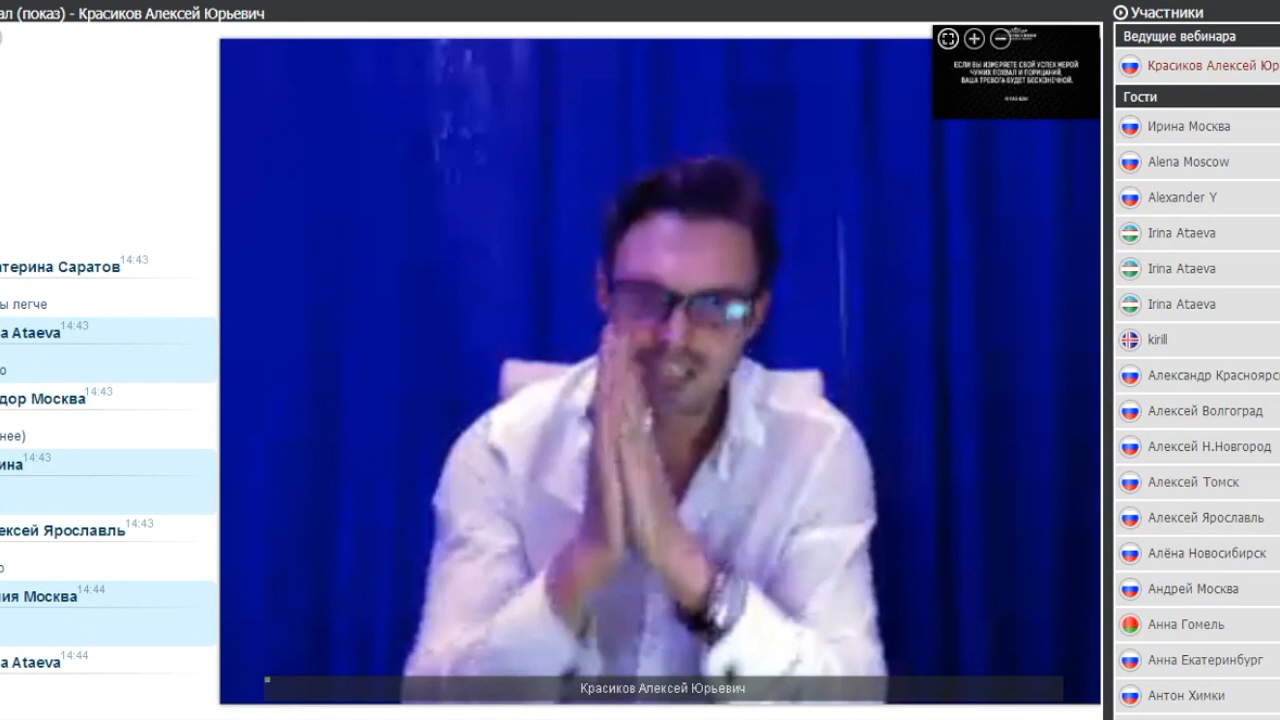 ал (показ) - Красиков Алексей Юрьевич
атерина Саратов 14:43
ы легче
a Ataeva 14:43
о
дор Москва 14:43
нее)
ина 14:43
ексей Ярославль 14:43
о
ия Москва 14:44
a Ataeva 14:44
ЕСЛИ ВЫ ИЗМЕРЯЕТЕ СВОЙ УСПЕХ МЕРОЙ
ЧУЖИХ ПОХВАЛ И ПОРИЦАНИЙ,
ВАША ТРЕВОГА БУДЕТ БЕСКОНЕЧНОЙ.
Красиков Алексей Юрьевич
Участники
Ведущие вебинара
Красиков Алексей Юр
Гости
Ирина Москва
Alena Moscow
Alexander Y
Irina Ataeva
Irina Ataeva
Irina Ataeva
kirill
Александр Красноярс
Алексей Волгоград
Алексей Н.Новгород
Алексей Томск
Алексей Ярославль
Алёна Новосибирск
Андрей Москва
Анна Гомель
Анна Екатеринбург
Антон Химки